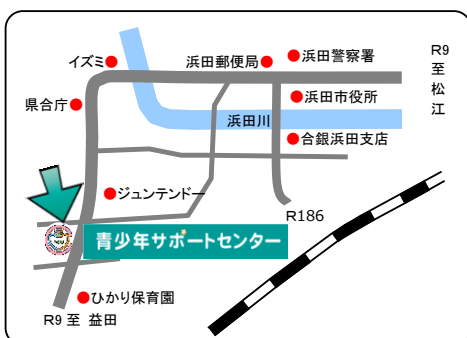 イズミ
浜田郵便局
浜田警察署
R9
至
松
江
県合庁
浜田市役所
浜田川
合銀浜田支店
ジュンテンドー
R186
青少年サポートセンター
ひかり保育園
R9 至 益田